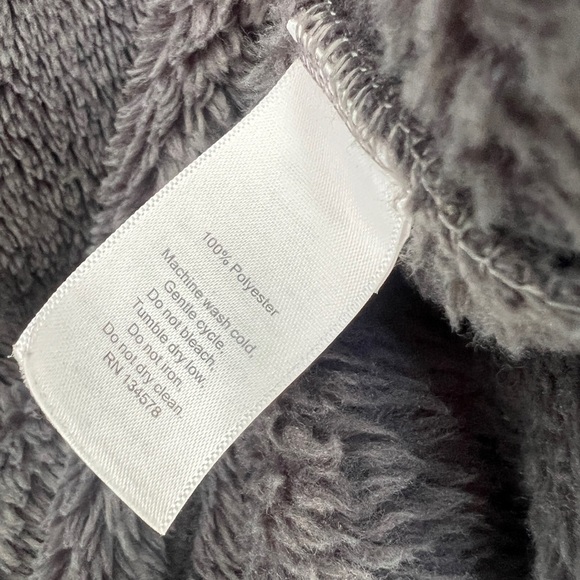 100% Polyester
Machine wash cold.
Genlie cycle.
Do not bleach.
Tumble dry low.
Do not iron.
Do not dry clean
RN 134578